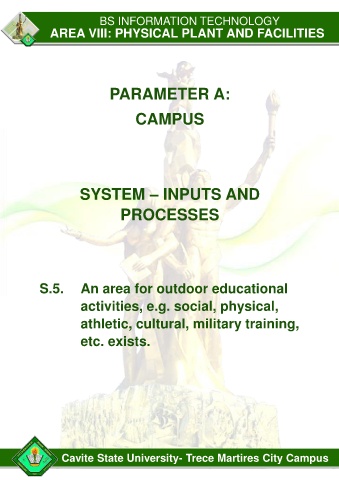 BS INFORMATION TECHNOLOGY
AREA VIII: PHYSICAL PLANT AND FACILITIES
PARAMETER A:
CAMPUS
SYSTEM – INPUTS AND
PROCESSES
S.5. An area for outdoor educational
activities, e.g. social, physical,
athletic, cultural, military training,
etc. exists.
Cavite State University- Trece Martires City Campus